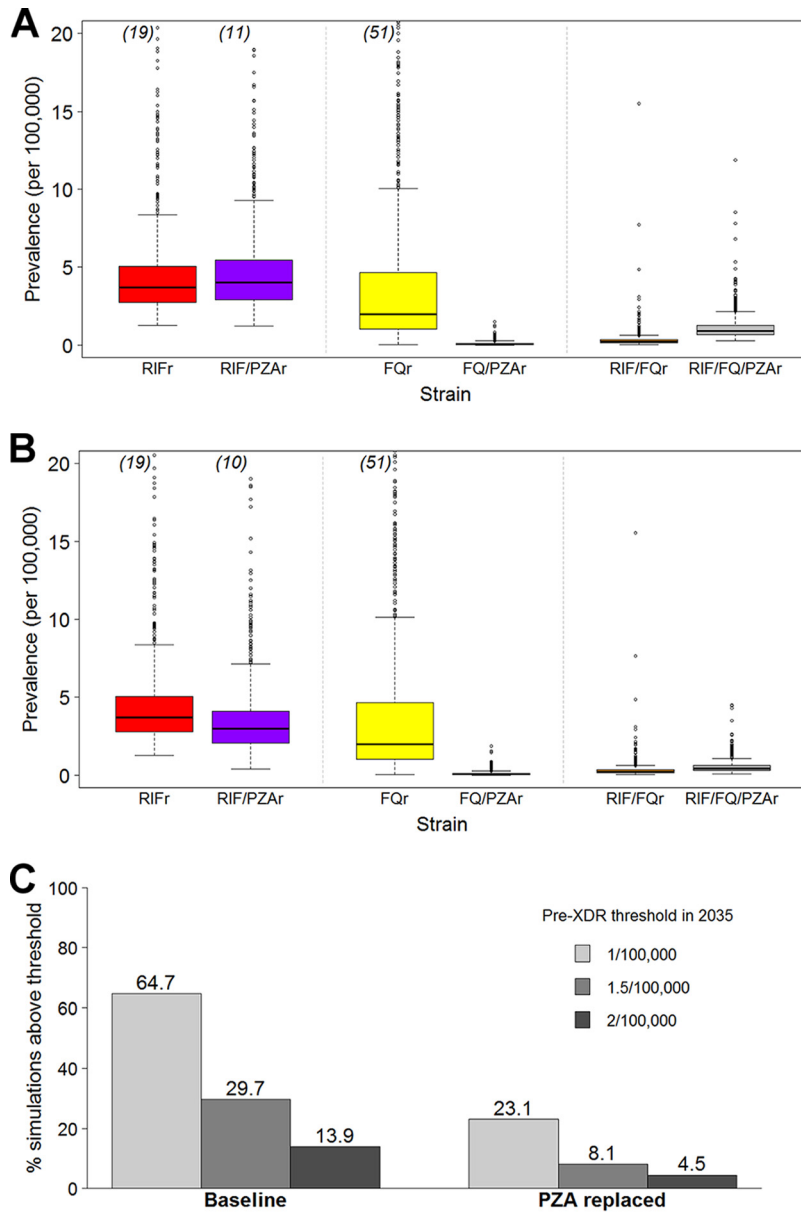 A
(19) (11) (51)
20
15
10
5
0
Prevalence (per 100,000)
RIFr RIF/PZAr FQr FQ/PZAr RIF/FQr RIF/FQ/PZAr
Strain
B
(19) (10) (51)
20
15
10
5
0
Prevalence (per 100,000)
RIFr RIF/PZAr FQr FQ/PZAr RIF/FQr RIF/FQ/PZAr
Strain
C
100
80
60
40
20
0
% simulations above threshold
Pre-XDR threshold in 2035
1/100,000
1.5/100,000
2/100,000
64.7
29.7
13.9
23.1
8.1
4.5
Baseline PZA replaced